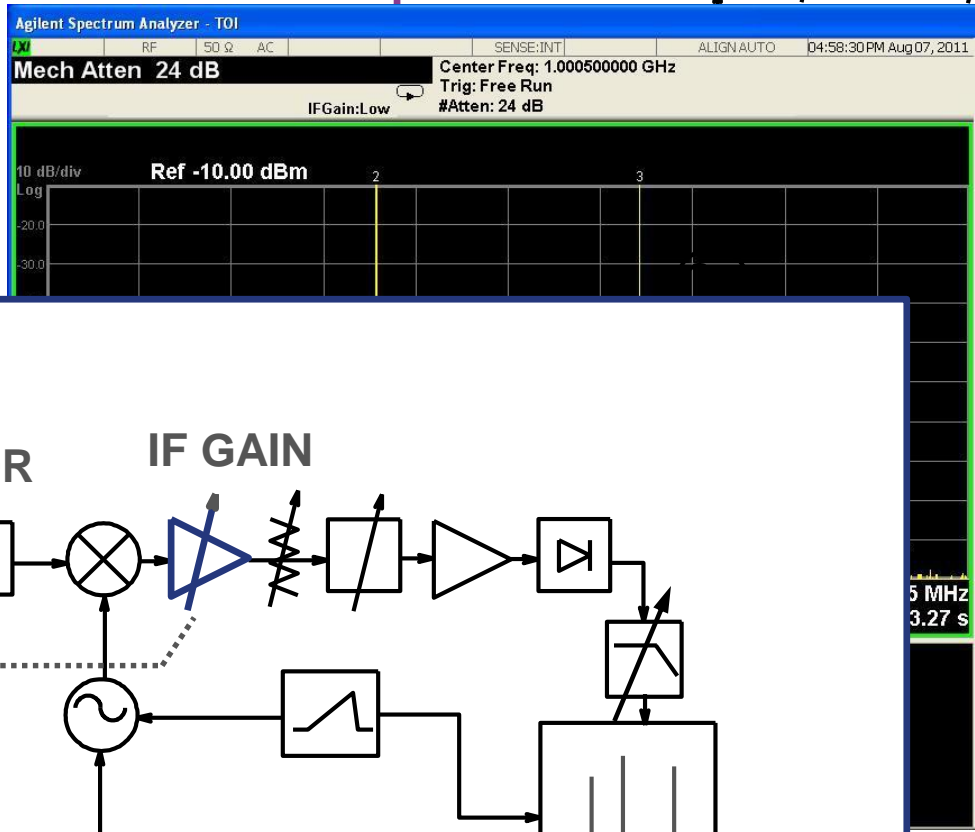 Agilent Spectrum Analyzer - TOI
LXI RF 50 Ω AC SENSE:INT ALIGN AUTO 04:58:30 PM Aug 07, 2011
Mech Atten 24 dB
Center Freq: 1.000500000 GHz
Trig: Free Run
IFGain:Low
#Atten: 24 dB
10 dB/div Ref -10.00 dBm
2 3
Log
-20.0
-30.0
R
IF GAIN
5 MHz
3.27 s